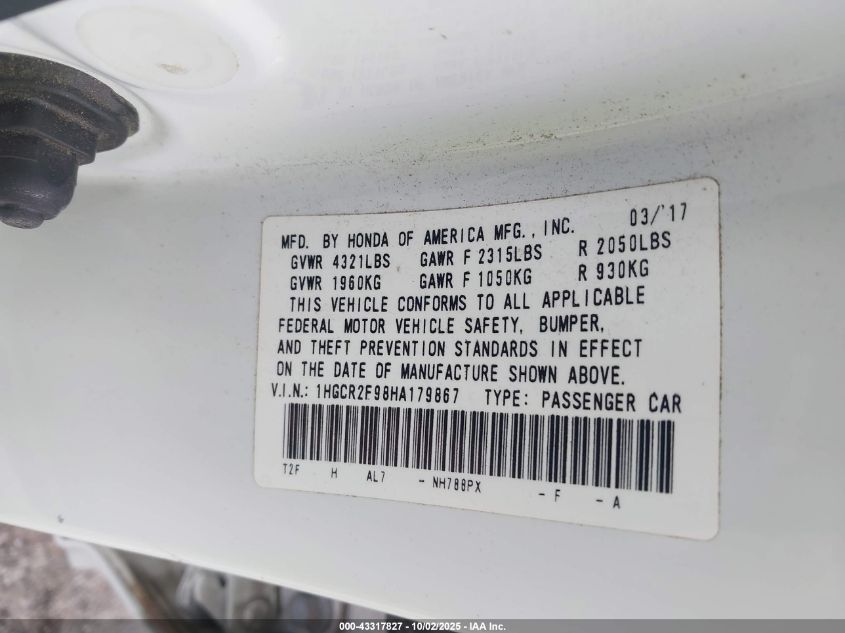 MFD. BY HONDA OF AMERICA MFG., INC. 03/'17
GVWR 4321LBS GAWR F 2315LBS R 2050LBS
GVWR 1960KG GAWR F 1050KG R 930KG
THIS VEHICLE CONFORMS TO ALL APPLICABLE
FEDERAL MOTOR VEHICLE SAFETY, BUMPER,
AND THEFT PREVENTION STANDARDS IN EFFECT
ON THE DATE OF MANUFACTURE SHOWN ABOVE.
V.I.N.: 1HGCR2F98HA179867 TYPE: PASSENGER CAR
T2F H AL7 - NH788PX - F - A
000-43317827 - 10/02/2025 - IAA Inc.